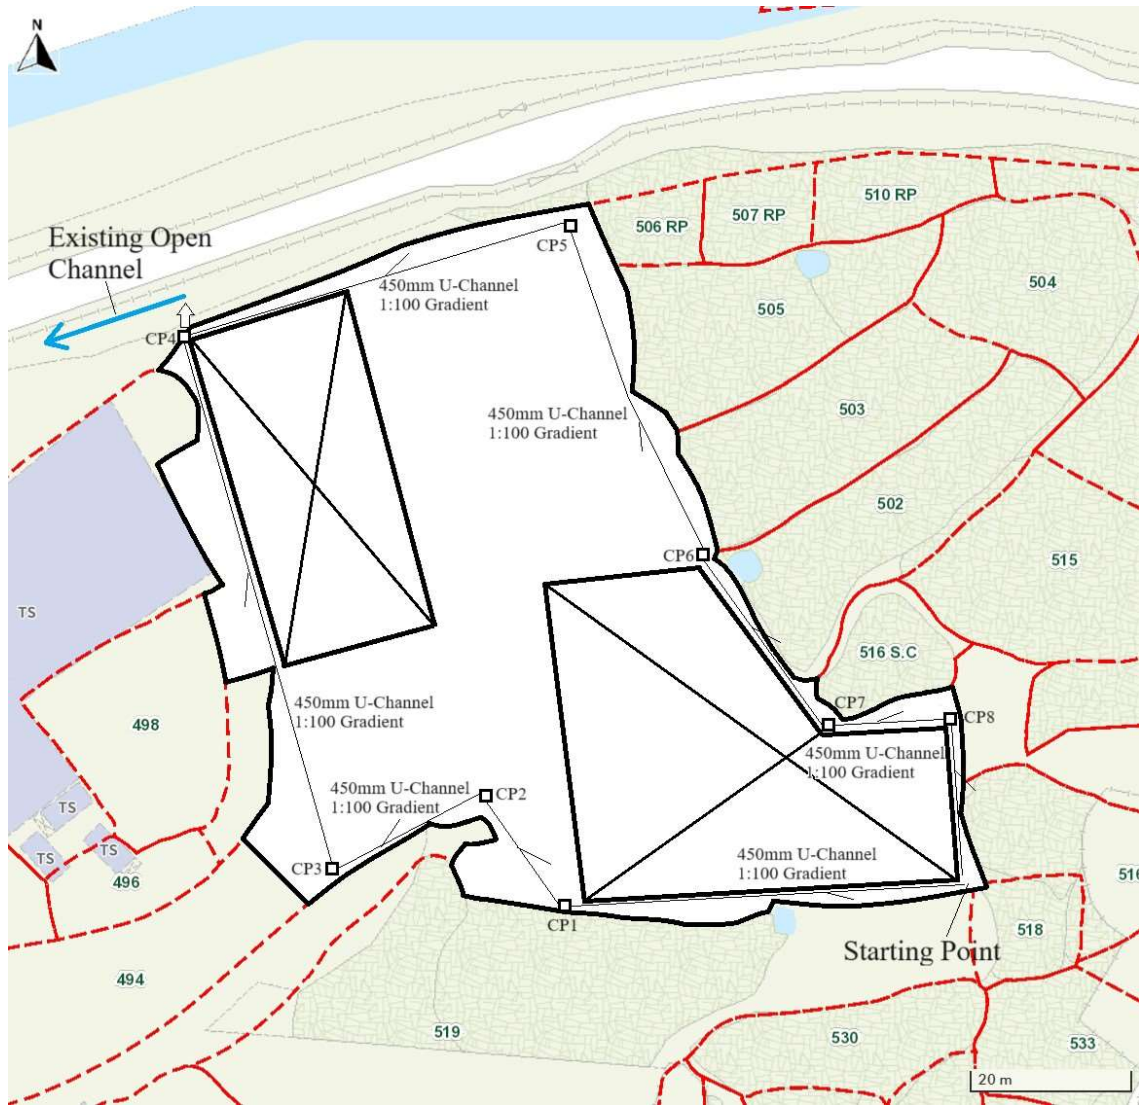 N
510 RP
507 RP
506 RP
Existing Open
Channel
CP5
504
450mm U-Channel
1:100 Gradient
505
CP4
503
450mm U-Channel
1:100 Gradient
502
CP6
515
TS
516 S.C
450mm U-Channel
1:100 Gradient
CP7
CP8
498
450mm U-Channel
1:100 Gradient
450mm U-Channel
1:100 Gradient
CP2
TS
TS
TS
450mm U-Channel
1:100 Gradient
CP3
496
516
CP1
518
Starting Point
494
519
530
533
20 m